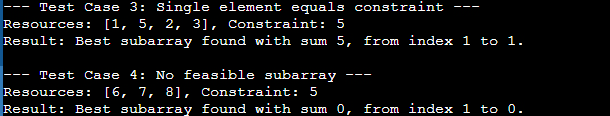 --- Test Case 3: Single element equals constraint ---
Resources: [1, 5, 2, 3], Constraint: 5
Result: Best subarray found with sum 5, from index 1 to 1.
--- Test Case 4: No feasible subarray ---
Resources: [6, 7, 8], Constraint: 5
Result: Best subarray found with sum 0, from index 1 to 0.